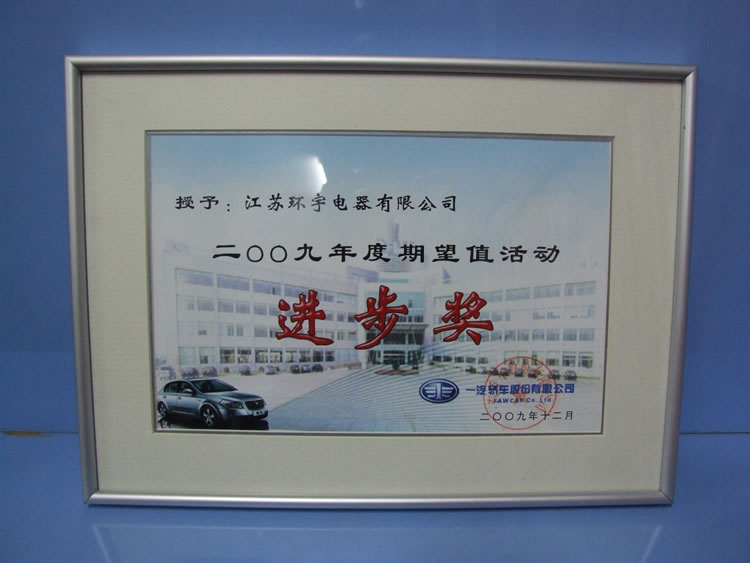 授予：江苏环宇电器有限公司
二〇〇九年度期望值活动
进步奖
一汽轿车股份有限公司
FAWCAR Co.,Ltd
二〇〇九年十二月